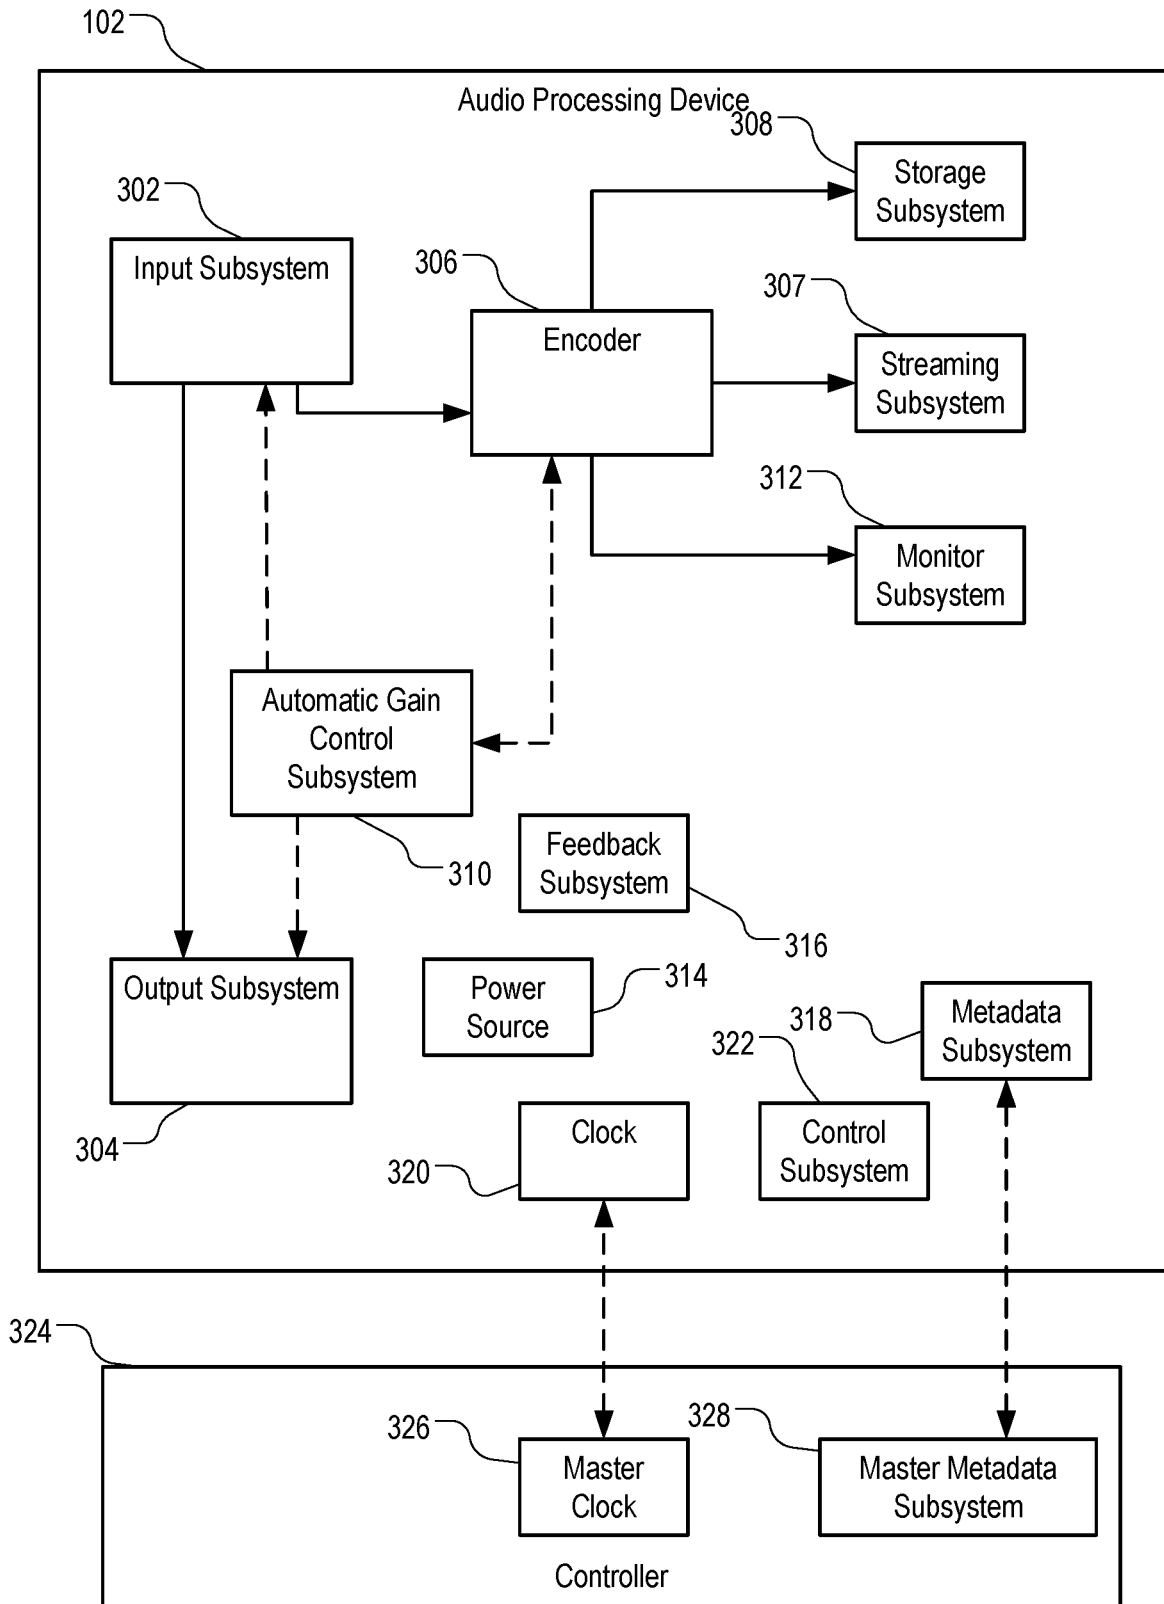 102
Audio Processing Device
308
Storage
Subsystem
302
Input Subsystem
306
Encoder
307
Streaming
Subsystem
312
Monitor
Subsystem
Automatic Gain
Control
Subsystem
310
Feedback
Subsystem
316
Output Subsystem
304
Power
Source
314
318
Metadata
Subsystem
322
Control
Subsystem
Clock
320
324
326
Master
Clock
328
Master Metadata
Subsystem
Controller